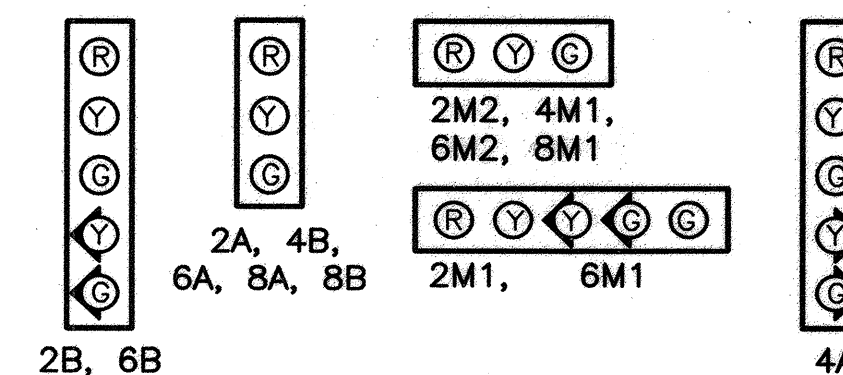 R
Y
G
Y
G
2B, 6B
R
Y
G
2A, 4B,
6A, 8A, 8B
R Y G
2M2, 4M1,
6M2, 8M1
R Y Y G G
2M1, 6M1
R
Y
G
Y
G